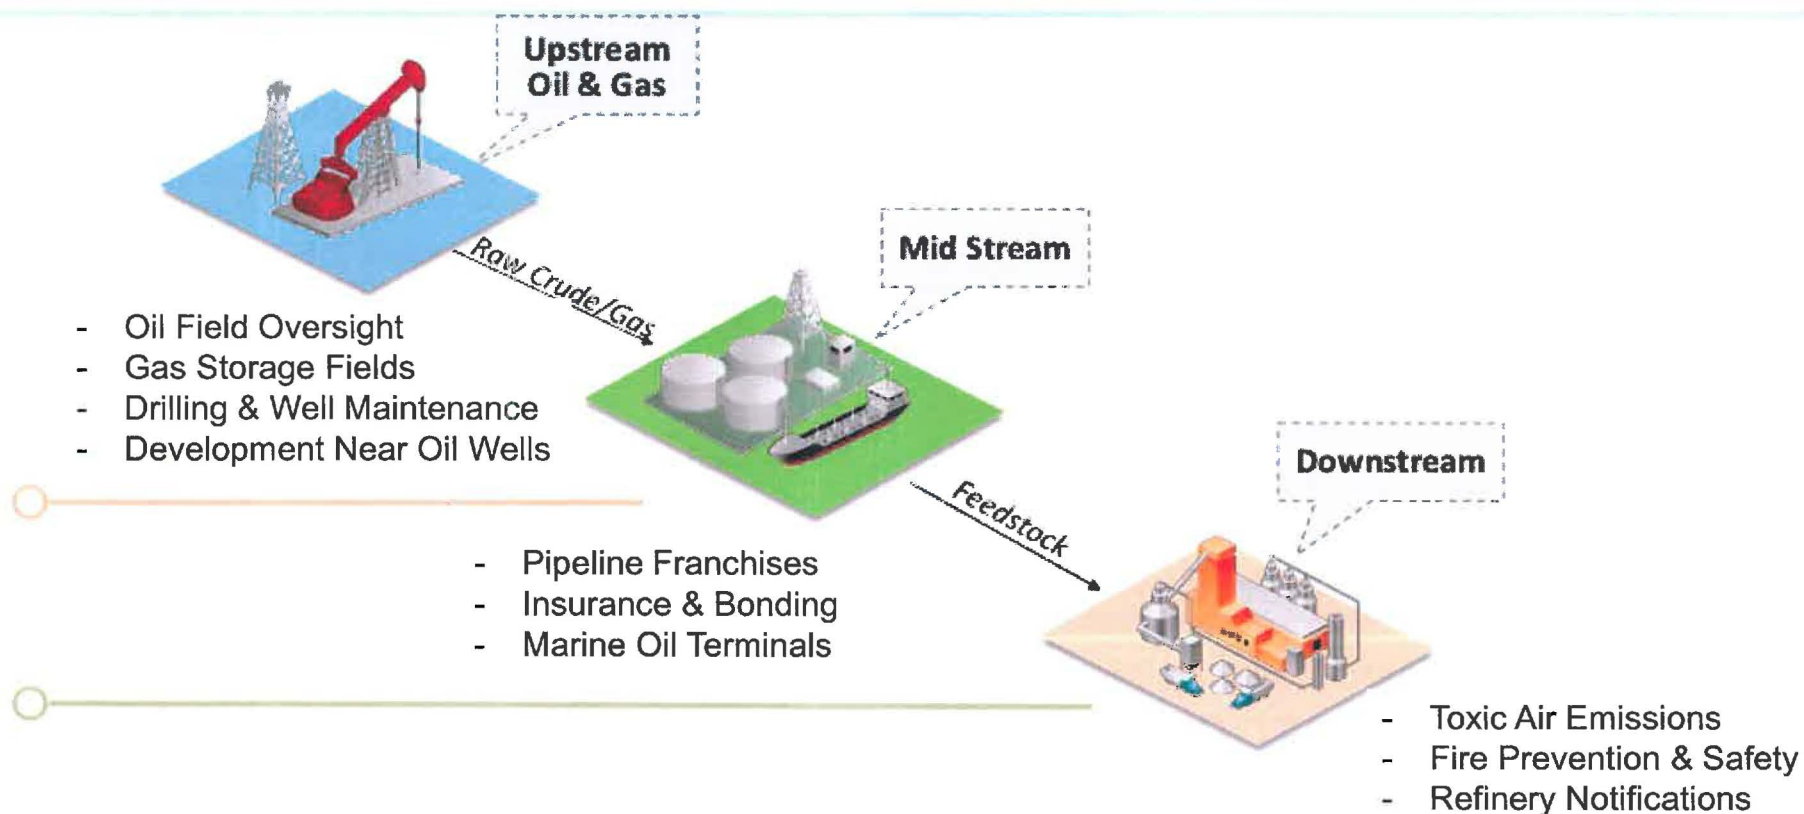 Upstream
Oil & Gas
Raw Crude/Gas
Mid Stream
- Oil Field Oversight
- Gas Storage Fields
- Drilling & Well Maintenance
- Development Near Oil Wells
Feedstock
Downstream
- Pipeline Franchises
- Insurance & Bonding
- Marine Oil Terminals
- Toxic Air Emissions
- Fire Prevention & Safety
- Refinery Notifications